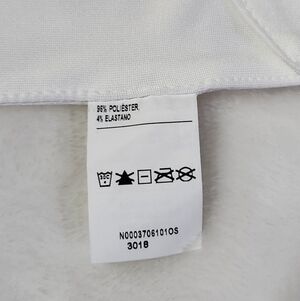 96% POLIÉSTER
4% ELASTANO
N0003706101OS
3018